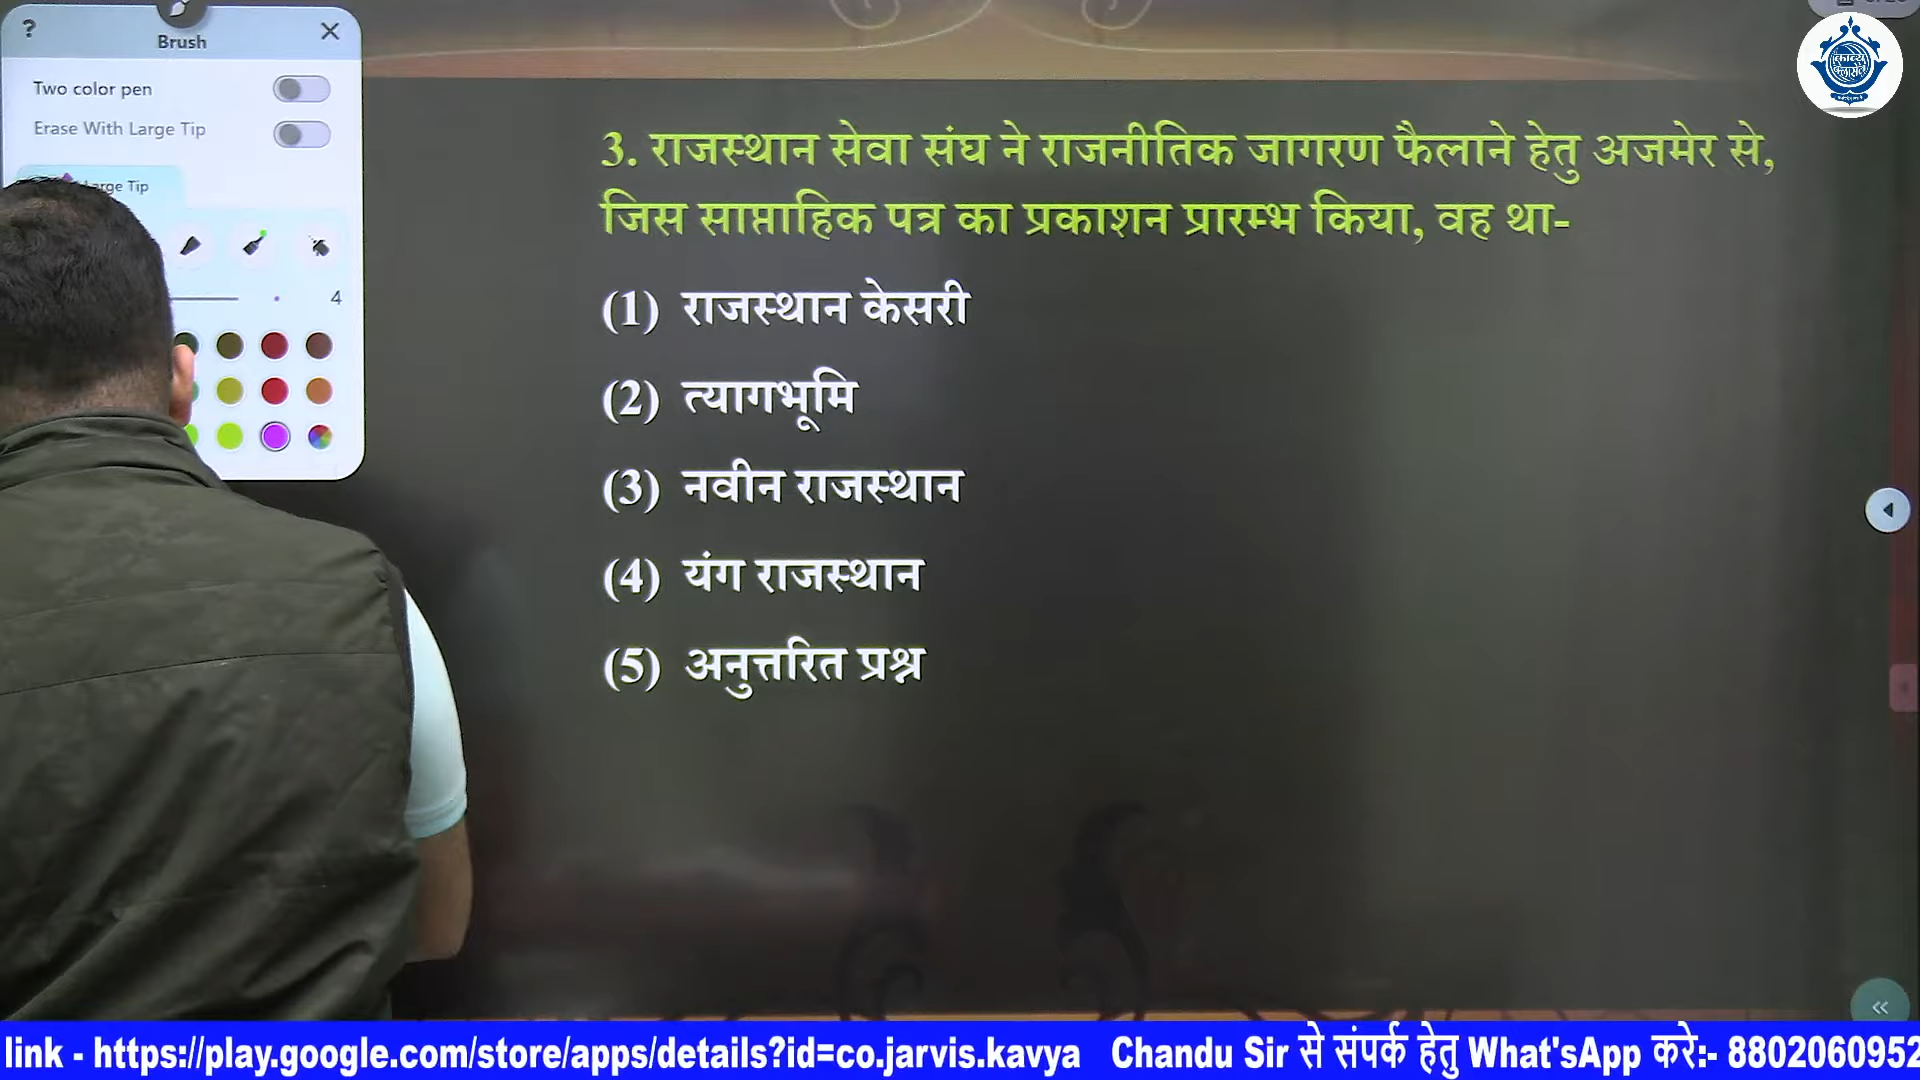 ?
Brush
Two color pen
Erase With Large Tip
arge Tip
4
काव्य
क्लासेस
3. राजस्थान सेवा संघ ने राजनीतिक जागरण फैलाने हेतु अजमेर से,
जिस साप्ताहिक पत्र का प्रकाशन प्रारम्भ किया, वह था-
(1) राजस्थान केसरी
(2) त्यागभूमि
(3) नवीन राजस्थान
(4) यंग राजस्थान
(5) अनुत्तरित प्रश्न
link - https://play.google.com/store/apps/details?id=co.jarvis.kavya Chandu Sir से संपर्क हेतु What'sApp करे:- 8802060952